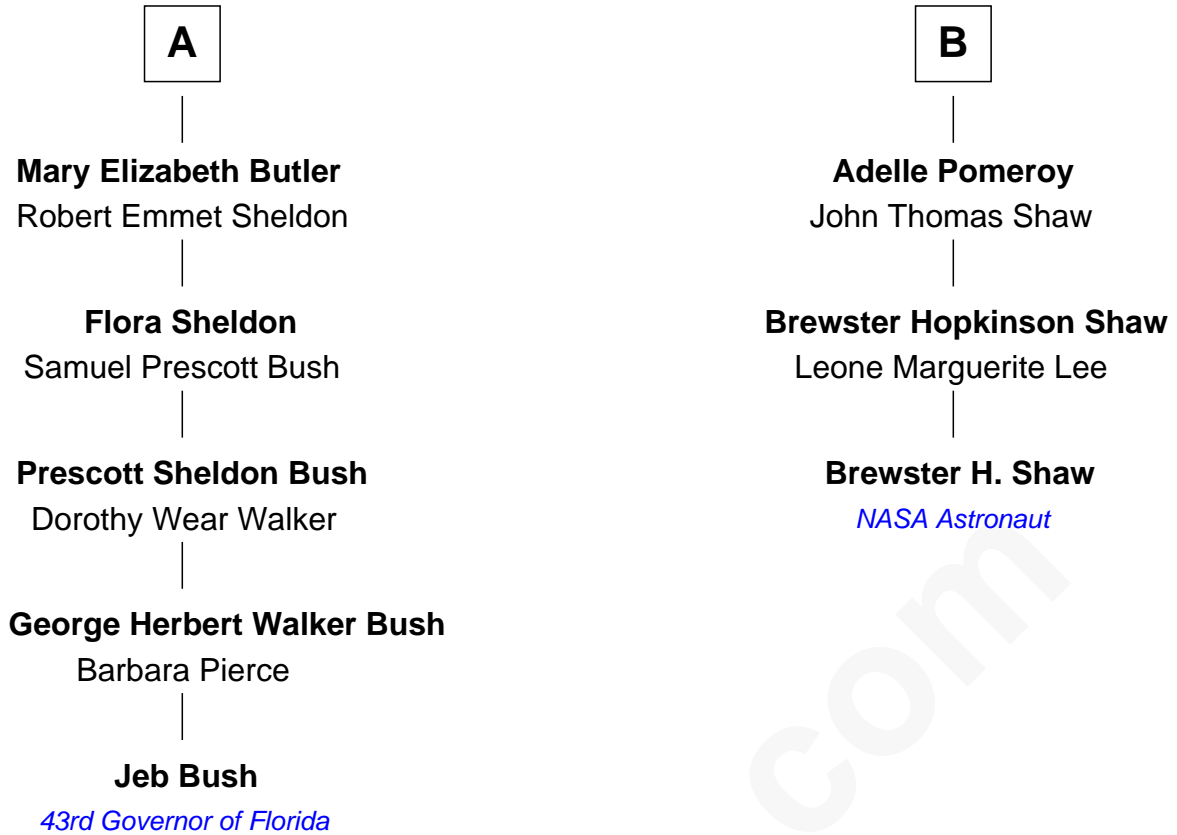 A
Mary Elizabeth Butler
Robert Emmet Sheldon
Flora Sheldon
Samuel Prescott Bush
Prescott Sheldon Bush
Dorothy Wear Walker
George Herbert Walker Bush
Barbara Pierce
Jeb Bush
43rd Governor of Florida
B
Adelle Pomeroy
John Thomas Shaw
Brewster Hopkinson Shaw
Leone Marguerite Lee
Brewster H. Shaw
NASA Astronaut
com